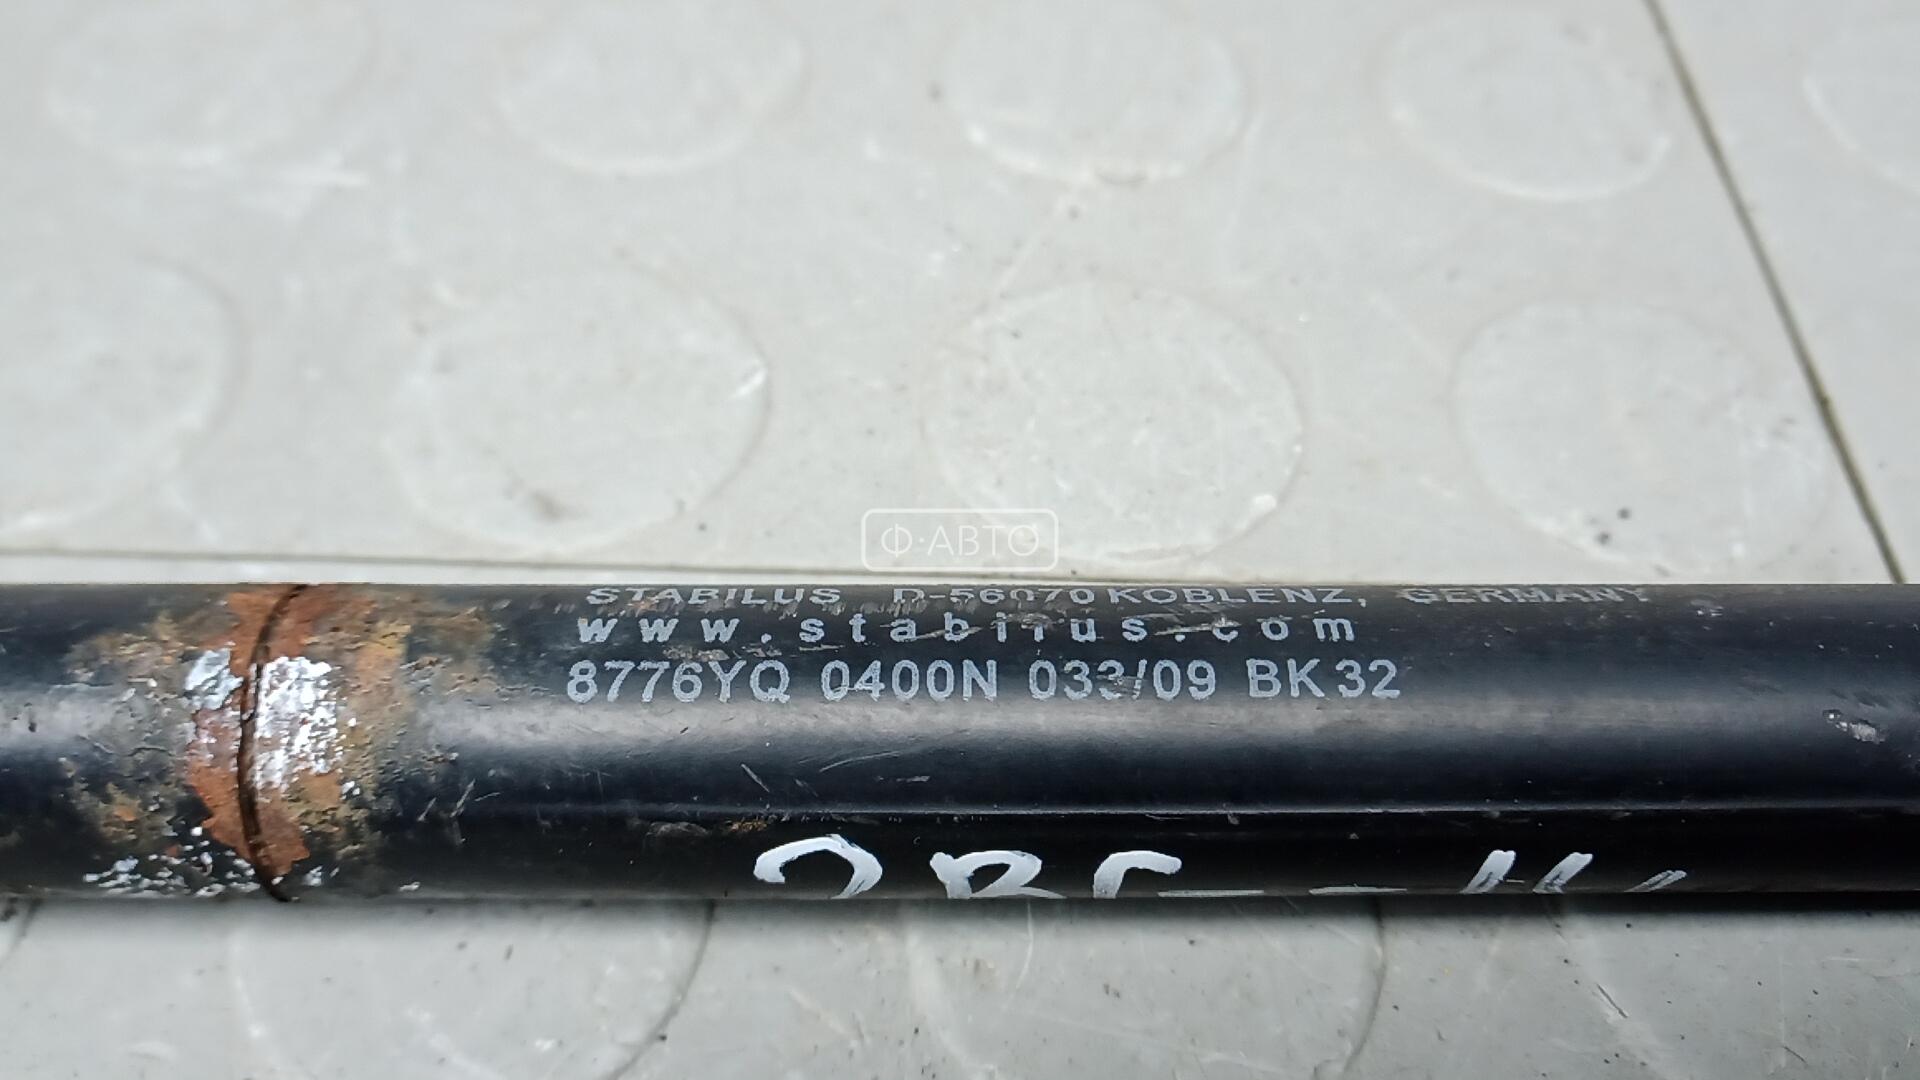 Ф·АВТО
STABILUS D-56070 KOBLENZ, GERMANY
www.stabilus.com
8776YQ 0400N 033/09 BK32